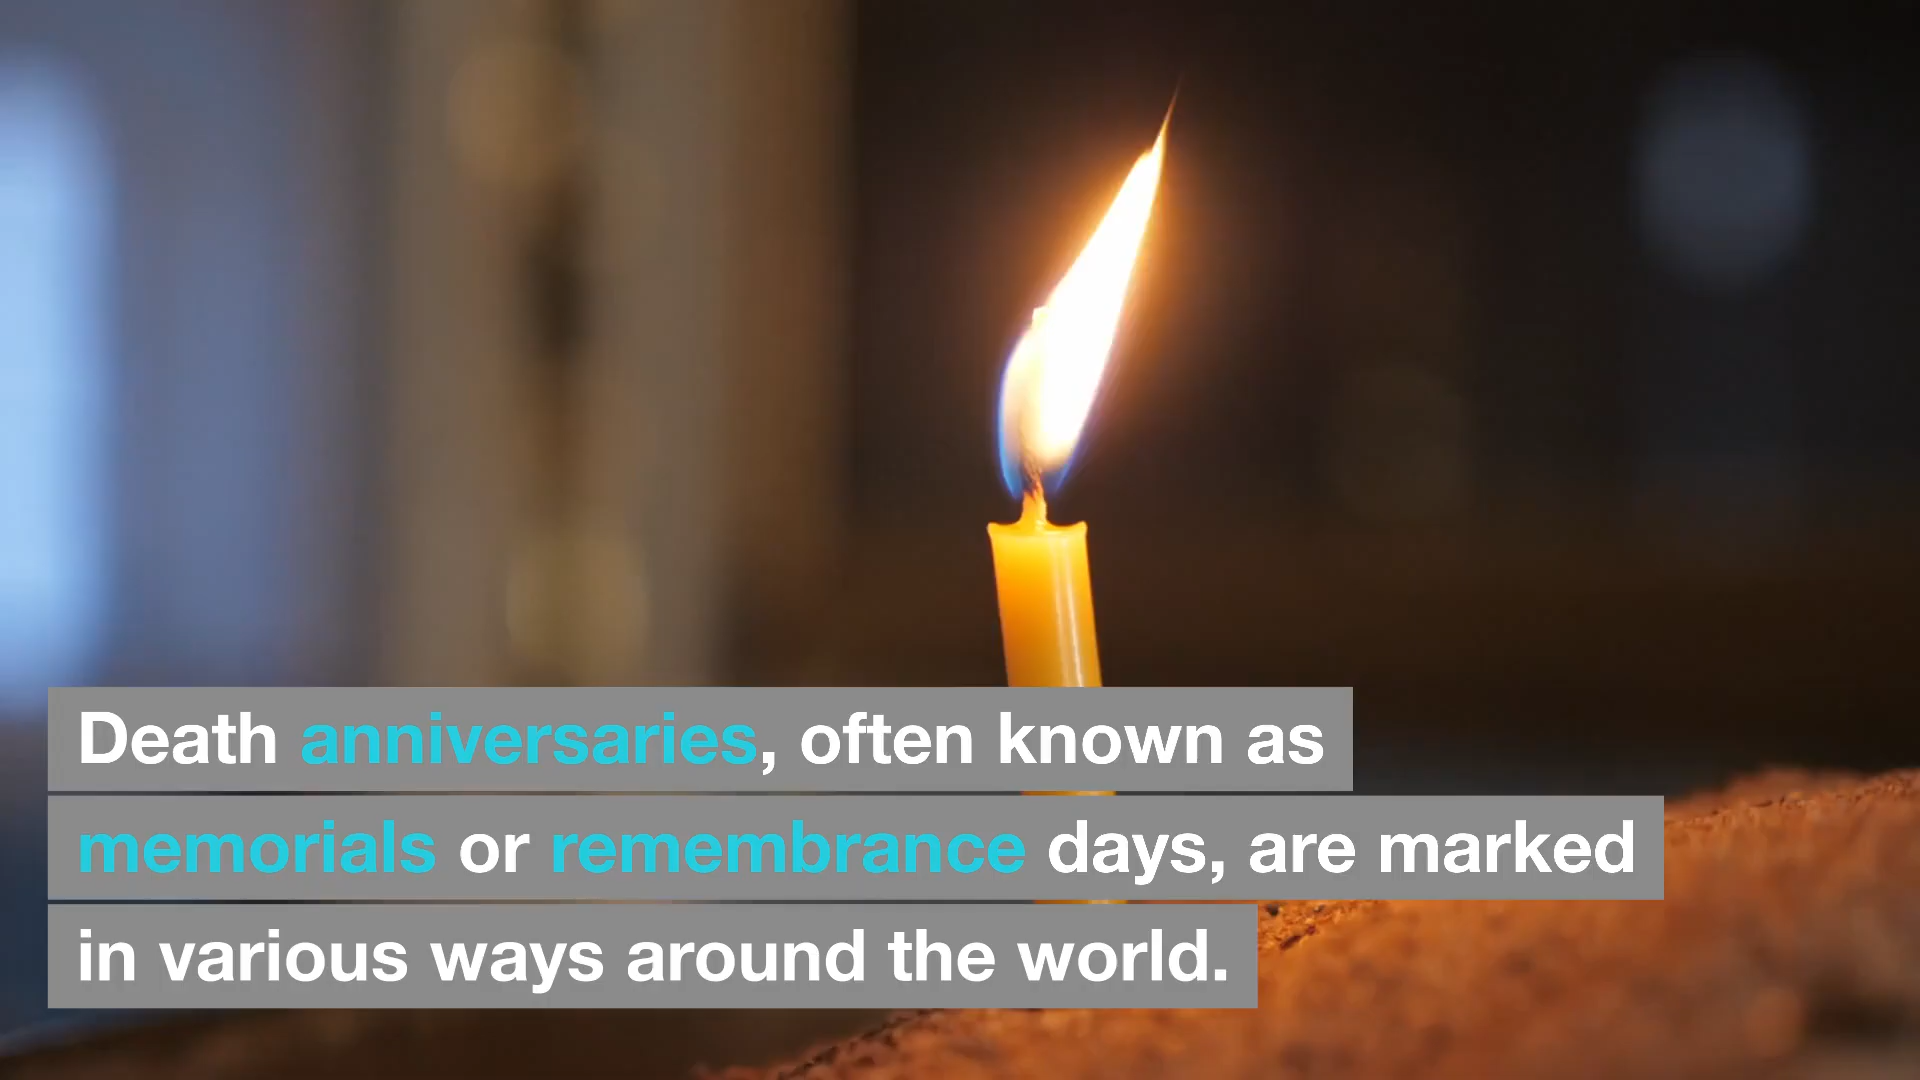 Death anniversaries, often known as
memorials or remembrance days, are marked
in various ways around the world.